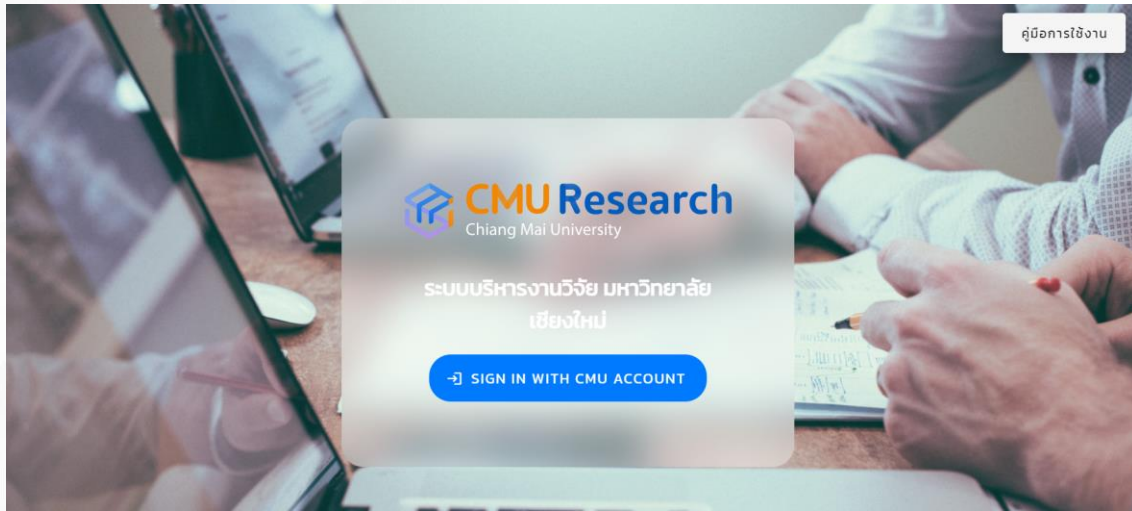 คู่มือการใช้งาน
CMU Research
Chiang Mai University
ระบบบริหารงานวิจัย มหาวิทยาลัย
เชียงใหม่
SIGN IN WITH CMU ACCOUNT